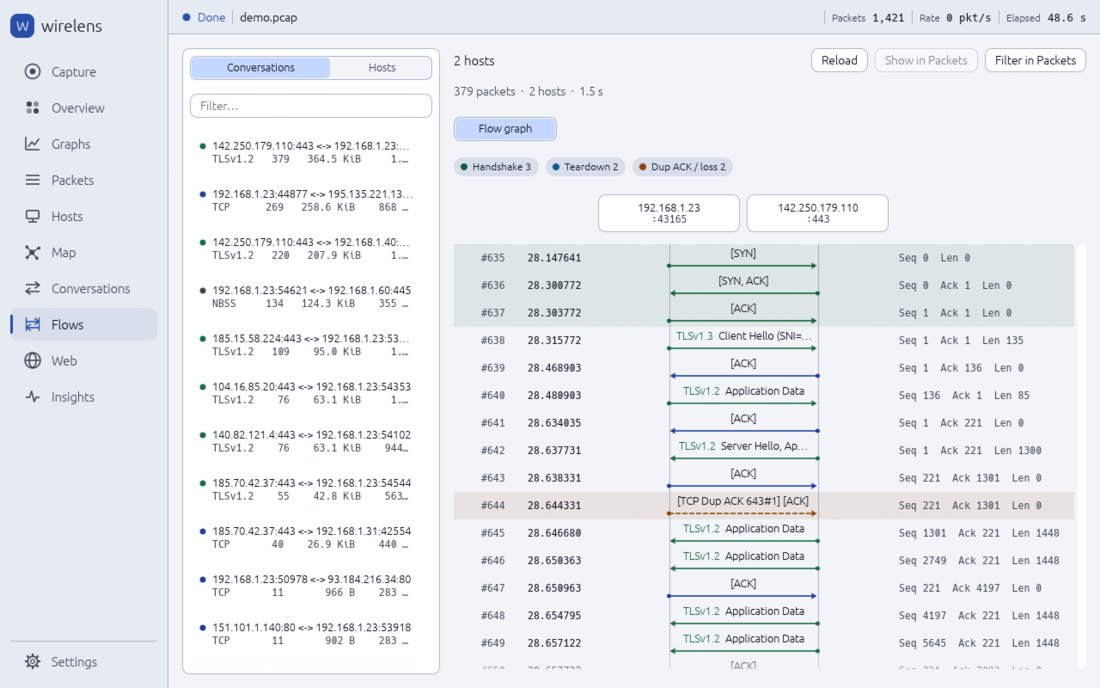 W wirelens
Done demo.pcap Packets 1,421 Rate 0 pkt/s Elapsed 48.6 s
Capture
Overview
Graphs
Packets
Hosts
Map
Conversations
Flows
Web
Insights
Settings
Conversations Hosts
Filter...
142.250.179.110:443 <-> 192.168.1.23:...
TLSv1.2 379 364.5 KiB 1....
192.168.1.23:44877 <-> 195.135.221.13...
TCP 269 258.6 KiB 868 ...
142.250.179.110:443 <-> 192.168.1.40:...
TLSv1.2 220 207.9 KiB 1....
192.168.1.23:54621 <-> 192.168.1.60:445
NBSS 134 124.3 KiB 355 ...
185.15.58.224:443 <-> 192.168.1.23:53...
TLSv1.2 109 95.0 KiB 1....
104.16.85.20:443 <-> 192.168.1.23:54353
TLSv1.2 76 63.1 KiB 1....
140.82.121.4:443 <-> 192.168.1.23:54102
TLSv1.2 76 63.1 KiB 944...
185.70.42.37:443 <-> 192.168.1.23:54544
TLSv1.2 55 42.8 KiB 563...
185.70.42.37:443 <-> 192.168.1.31:42554
TCP 40 26.9 KiB 440 ...
192.168.1.23:50978 <-> 93.184.216.34:80
TCP 11 966 B 283 ...
151.101.1.140:80 <-> 192.168.1.23:53918
TCP 11 902 B 283 ...
2 hosts Reload Show in Packets Filter in Packets
379 packets · 2 hosts · 1.5 s
Flow graph
Handshake 3 Teardown 2 Dup ACK / loss 2
192.168.1.23 142.250.179.110
:43165 :443
#635 28.147641 [SYN] Seq 0 Len 0
#636 28.300772 [SYN, ACK] Seq 0 Ack 1 Len 0
#637 28.303772 [ACK] Seq 1 Ack 1 Len 0
#638 28.315772 TLSv1.3 Client Hello (SNI=... Seq 1 Ack 1 Len 135
#639 28.468903 [ACK] Seq 1 Ack 136 Len 0
#640 28.480903 TLSv1.2 Application Data Seq 136 Ack 1 Len 85
#641 28.634035 [ACK] Seq 1 Ack 221 Len 0
#642 28.637731 TLSv1.2 Server Hello, Ap... Seq 1 Ack 221 Len 1300
#643 28.638331 [ACK] Seq 221 Ack 1301 Len 0
#644 28.644331 [TCP Dup ACK 643#1] [ACK] Seq 221 Ack 1301 Len 0
#645 28.646680 TLSv1.2 Application Data Seq 1301 Ack 221 Len 1448
#646 28.650363 TLSv1.2 Application Data Seq 2749 Ack 221 Len 1448
#647 28.650963 [ACK] Seq 221 Ack 4197 Len 0
#648 28.654795 TLSv1.2 Application Data Seq 4197 Ack 221 Len 1448
#649 28.657122 TLSv1.2 Application Data Seq 5645 Ack 221 Len 1448
[ACK]